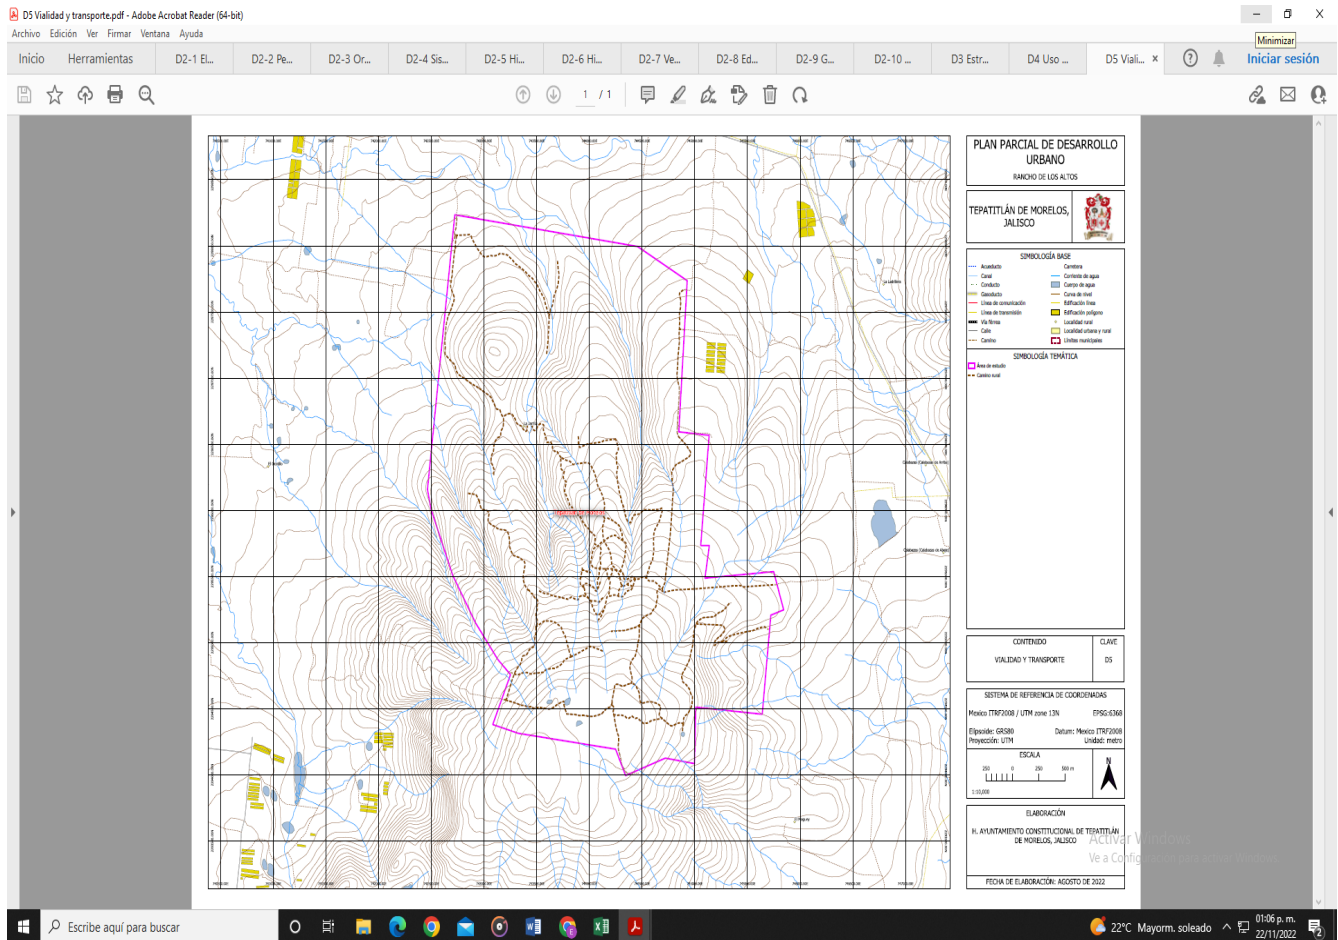 D5 Vialidad y transporte.pdf - Adobe Acrobat Reader (64-bit)
Archivo Edición Ver Firmar Ventana Ayuda
Minimizar
Inicio Herramientas D2-1 El... D2-2 Pe... D2-3 Or... D2-4 Sis... D2-5 Hi... D2-6 Hi... D2-7 Ve... D2-8 Ed... D2-9 G... D2-10 ... D3 Estr... D4 Uso ... D5 Viali... × Iniciar sesión
1 / 1
PLAN PARCIAL DE DESARROLLO
URBANO
RANCHO DE LOS ALTOS
TEPATITLÁN DE MORELOS,
JALISCO
SIMBOLOGÍA BASE
Acueducto
Canal
Conducto
Gasoducto
Línea de comunicación
Línea de transmisión
Vía férrea
Calle
Camino
Carretera
Corriente de agua
Cuerpo de agua
Curva de nivel
Edificación línea
Edificación polígono
Localidad rural
Localidad urbana y rural
Límites municipales
SIMBOLOGÍA TEMÁTICA
Área de estudio
Camino rural
CONTENIDO
VIALIDAD Y TRANSPORTE
CLAVE
D5
SISTEMA DE REFERENCIA DE COORDENADAS
Mexico ITRF2008 / UTM zone 13N EPSG:6368
Elipsoide: GRS80 Datum: Mexico ITRF2008
Proyección: UTM Unidad: metro
ESCALA
250 0 250 500 m
1:10,000
N
ELABORACIÓN
H. AYUNTAMIENTO CONSTITUCIONAL DE TEPATITLÁN
DE MORELOS, JALISCO
FECHA DE ELABORACIÓN: AGOSTO DE 2022
Activar Windows
Ve a Configuración para activar Windows.
Escribe aquí para buscar
22°C Mayorm. soleado
01:06 p. m.
22/11/2022
2